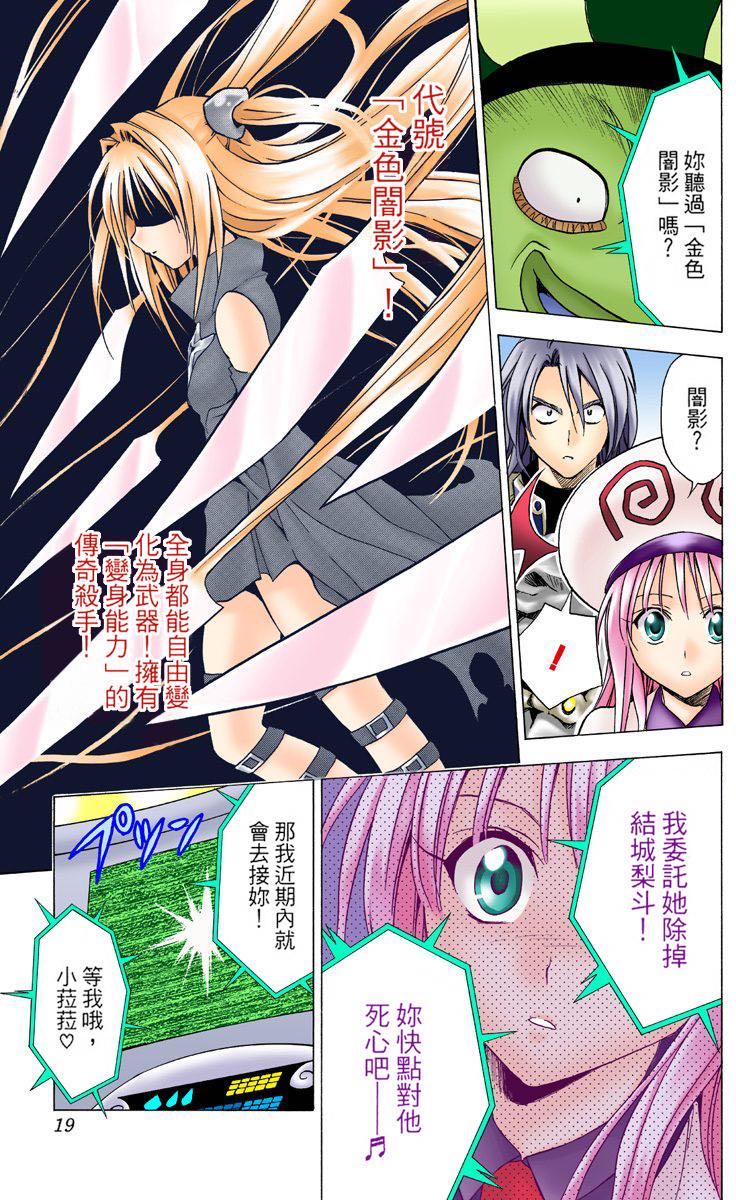 妳聽過「金色
闇影」嗎？
闇影？
！
代號
「金色闇影」！
全身都能自由變
化為武器！擁有
「變身能力」的
傳奇殺手！
我委託她除掉
結城梨斗！
妳快點對他
死心吧——♬
那我近期內就
會去接妳！
プツン
等我哦，
小菈菈♡
19